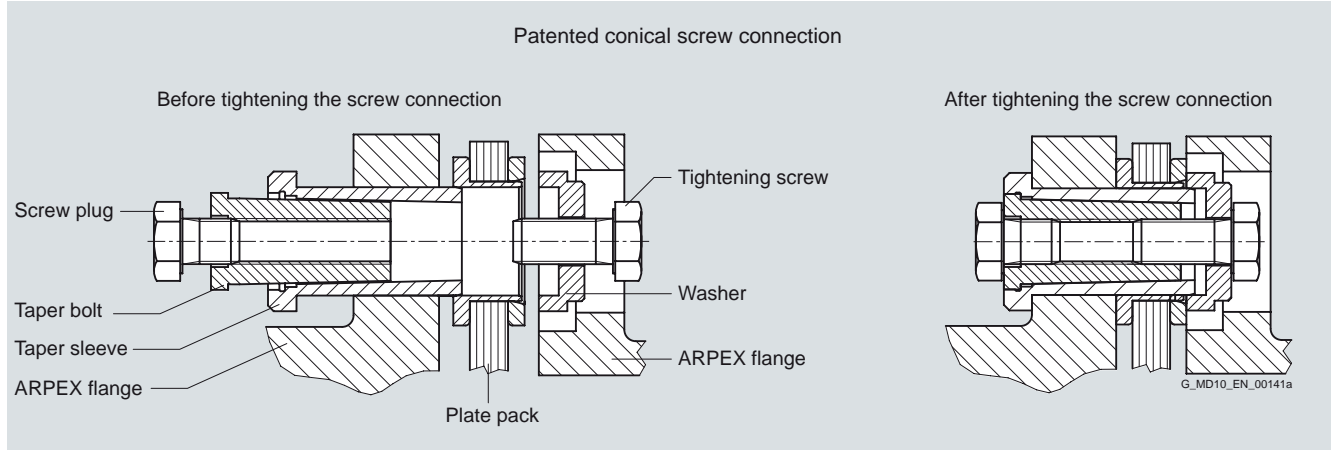 Patented conical screw connection
Before tightening the screw connection
After tightening the screw connection
Screw plug
Tightening screw
Taper bolt
Washer
Taper sleeve
ARPEX flange
ARPEX flange
Plate pack
G_MD10_EN_00141a